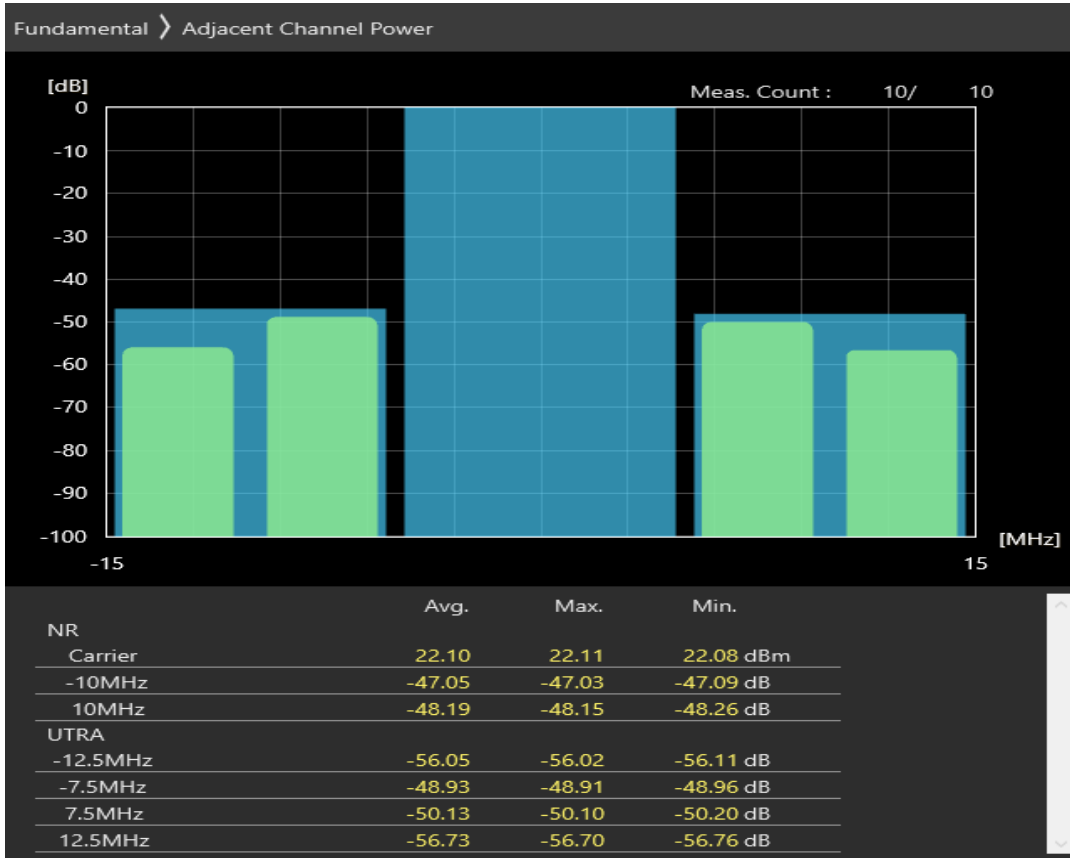 Fundamental ❭ Adjacent Channel Power
[dB]
Meas. Count : 10/ 10
0
-10
-20
-30
-40
-50
-60
-70
-80
-90
-100
[MHz]
-15 15
Avg. Max. Min.
NR
Carrier 22.10 22.11 22.08 dBm
-10MHz -47.05 -47.03 -47.09 dB
10MHz -48.19 -48.15 -48.26 dB
UTRA
-12.5MHz -56.05 -56.02 -56.11 dB
-7.5MHz -48.93 -48.91 -48.96 dB
7.5MHz -50.13 -50.10 -50.20 dB
12.5MHz -56.73 -56.70 -56.76 dB